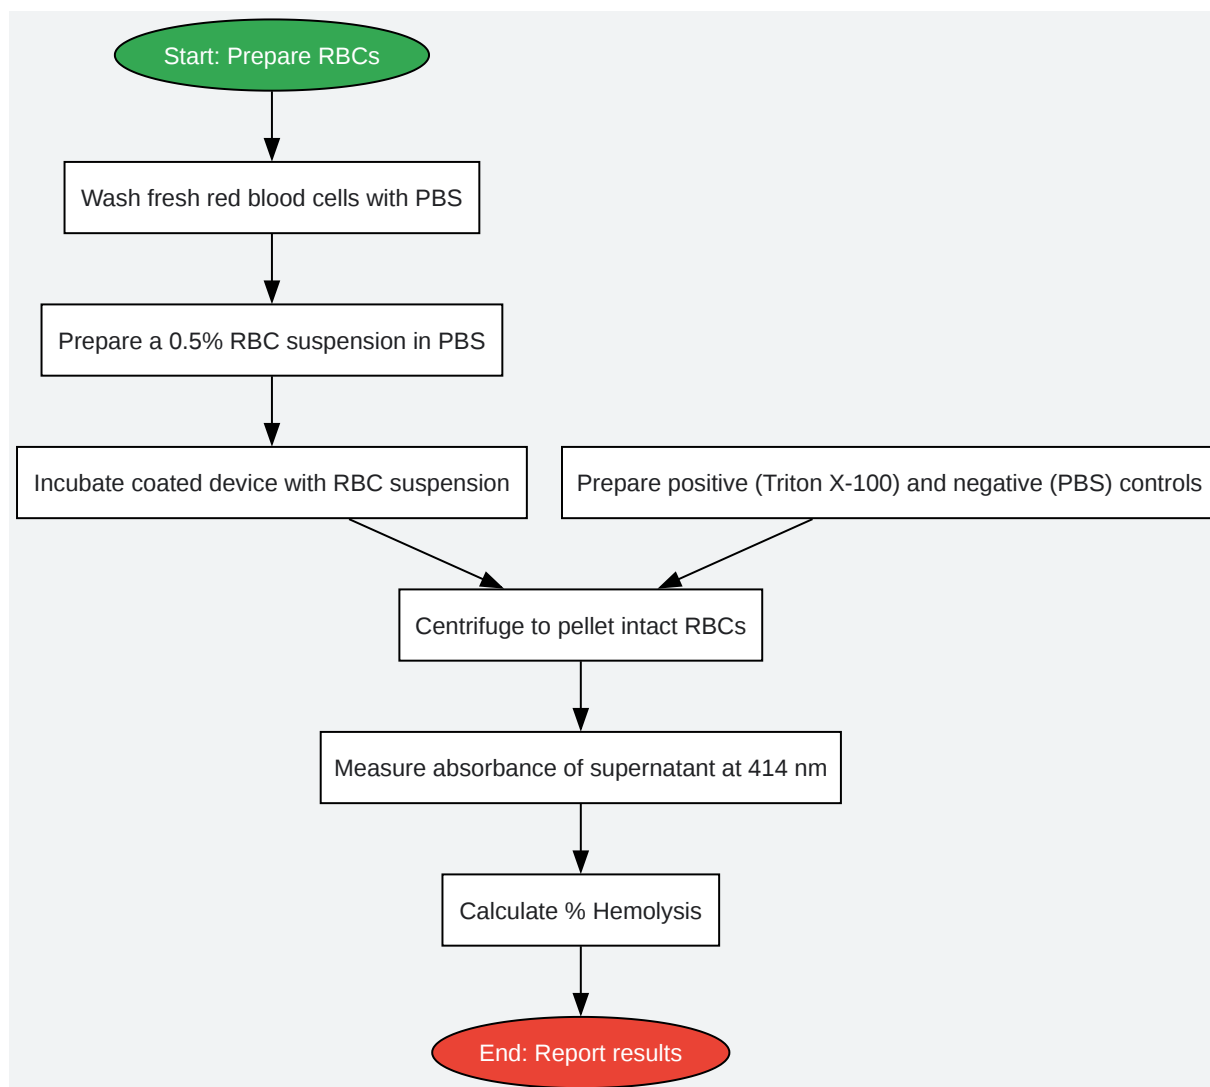 Start: Prepare RBCs
Wash fresh red blood cells with PBS
Prepare a 0.5% RBC suspension in PBS
Incubate coated device with RBC suspension
Prepare positive (Triton X-100) and negative (PBS) controls
Centrifuge to pellet intact RBCs
Measure absorbance of supernatant at 414 nm
Calculate % Hemolysis
End: Report results